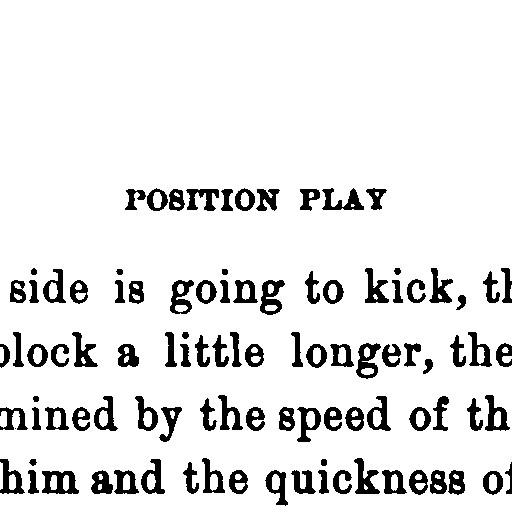 POSITION PLAY
side is going to kick, th
block a little longer, the
mined by the speed of th
him and the quickness of